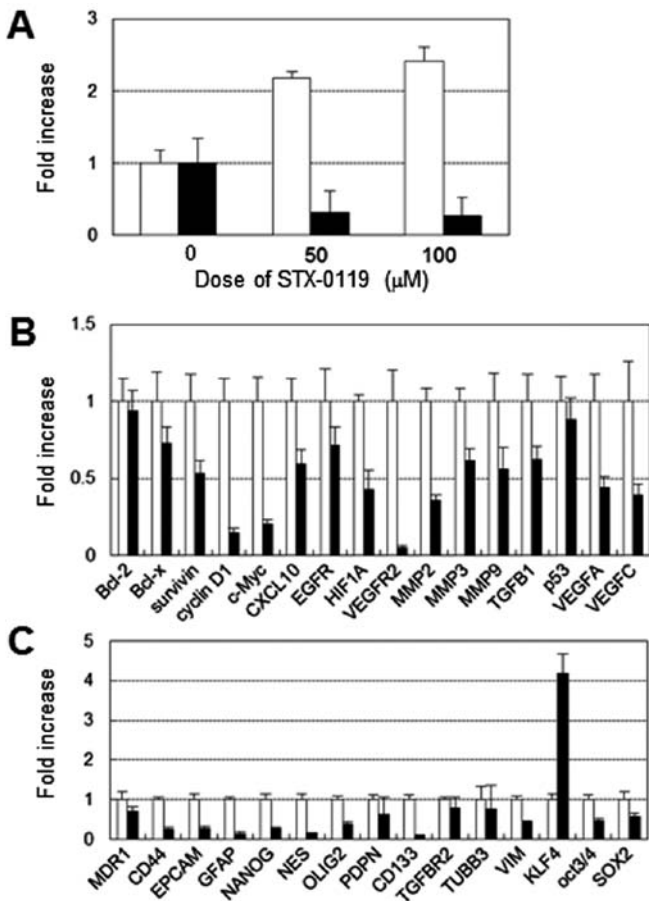 A
Fold increase
3
2
1
0
0 50 100
Dose of STX-0119 (μM)
B
Fold increase
1.5
1
0.5
0
Bcl-2 Bcl-x survivin cyclin D1 c-Myc CXCL10 EGFR HIF1A VEGFR2 MMP2 MMP3 MMP9 TGFB1 p53 VEGFA VEGFC
C
Fold increase
5
4
3
2
1
0
MDR1 CD44 EPCAM GFAP NANOG NES OLIG2 PDPN CD133 TGFBR2 TUBB3 VIM KLF4 oct3/4 SOX2